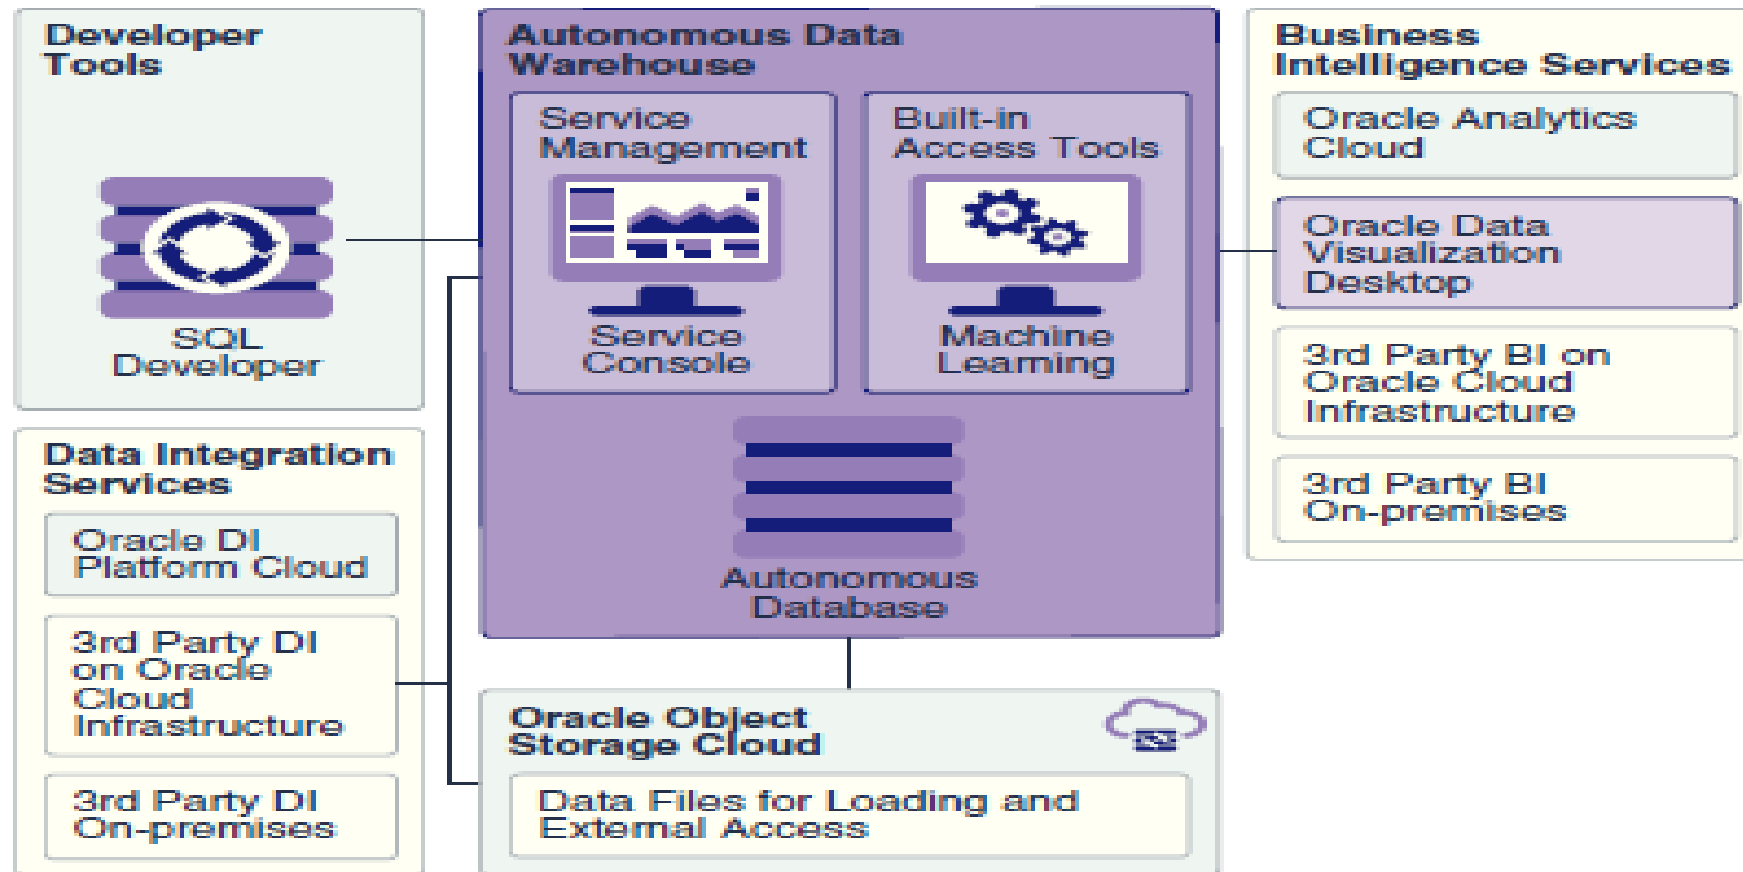 Developer
Tools
SQL
Developer
Data Integration
Services
Oracle DI
Platform Cloud
3rd Party DI
on Oracle
Cloud
Infrastructure
3rd Party DI
On-premises
Autonomous Data
Warehouse
Service
Management
Service
Console
Built-in
Access Tools
Machine
Learning
Autonomous
Database
Oracle Object
Storage Cloud
Data Files for Loading and
External Access
Business
Intelligence Services
Oracle Analytics
Cloud
Oracle Data
Visualization
Desktop
3rd Party BI on
Oracle Cloud
Infrastructure
3rd Party BI
On-premises